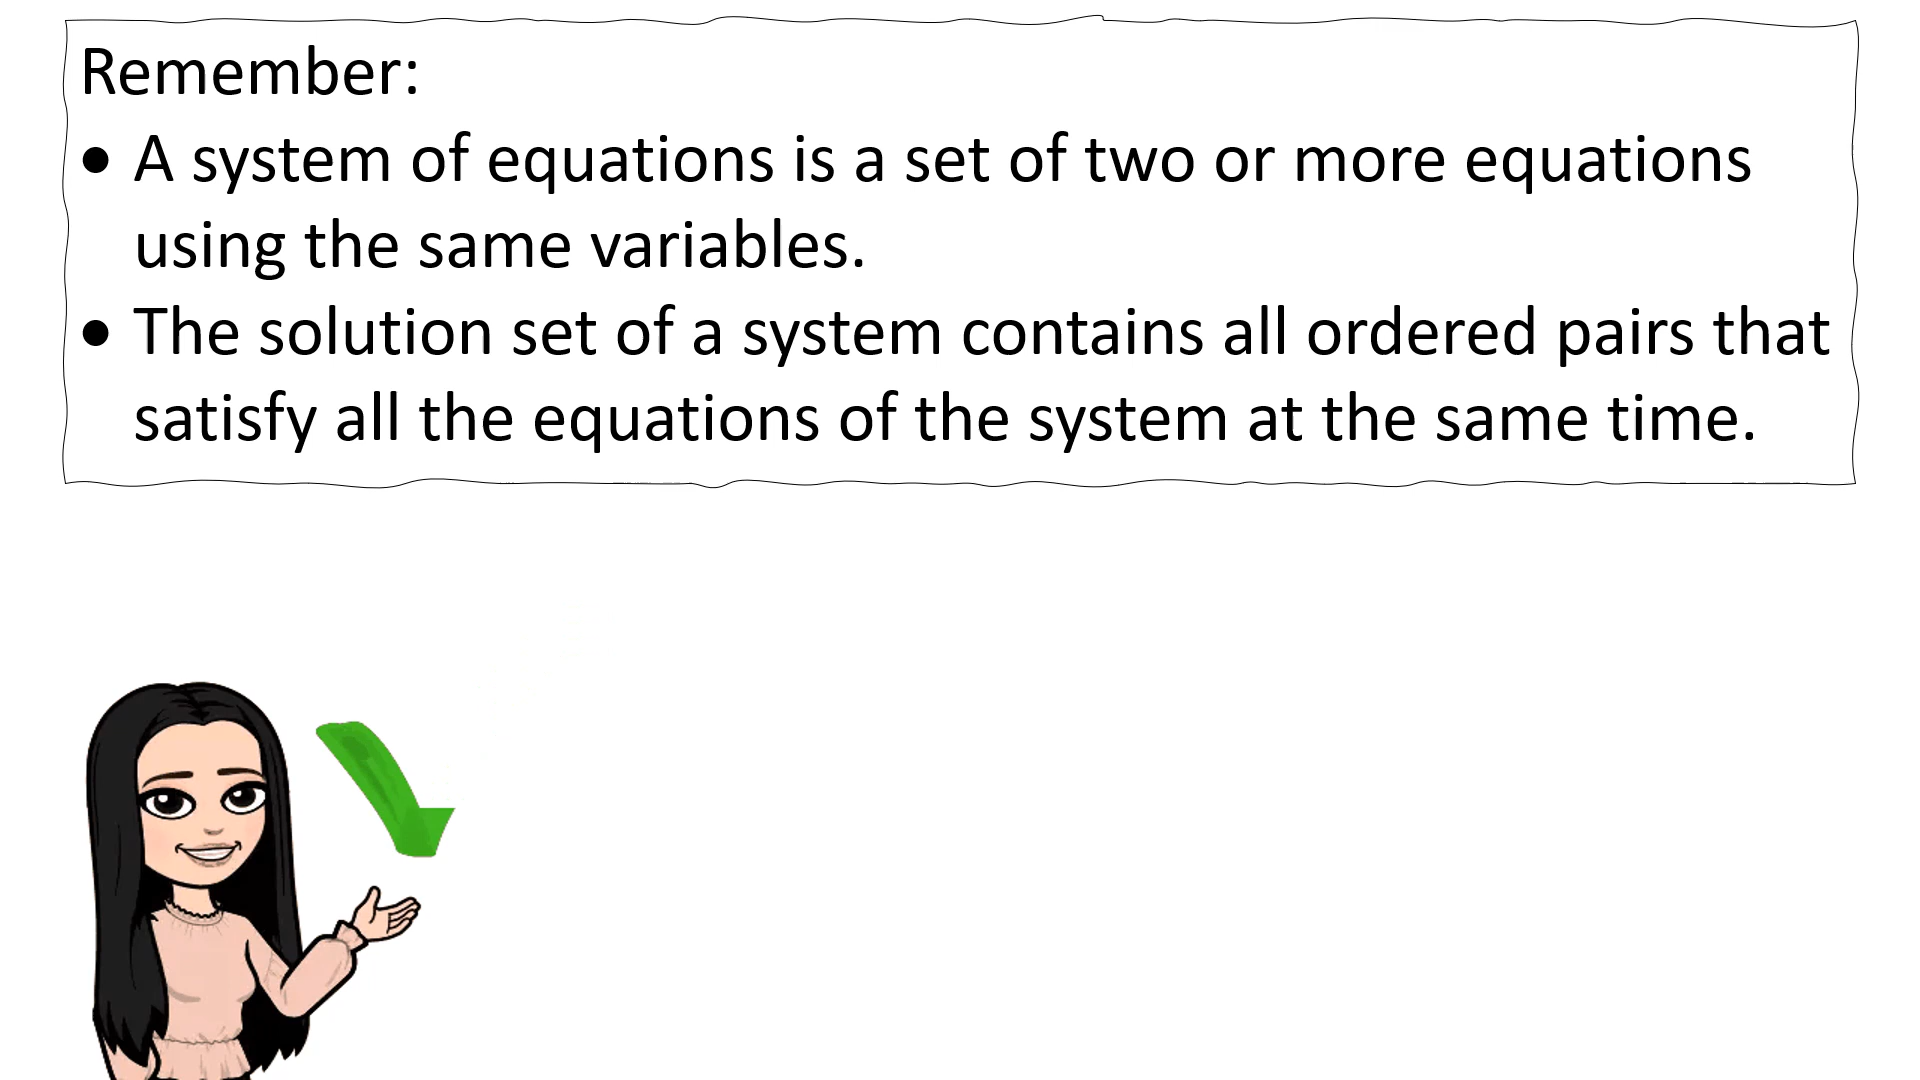 Remember:
• A system of equations is a set of two or more equations
using the same variables.
• The solution set of a system contains all ordered pairs that
satisfy all the equations of the system at the same time.